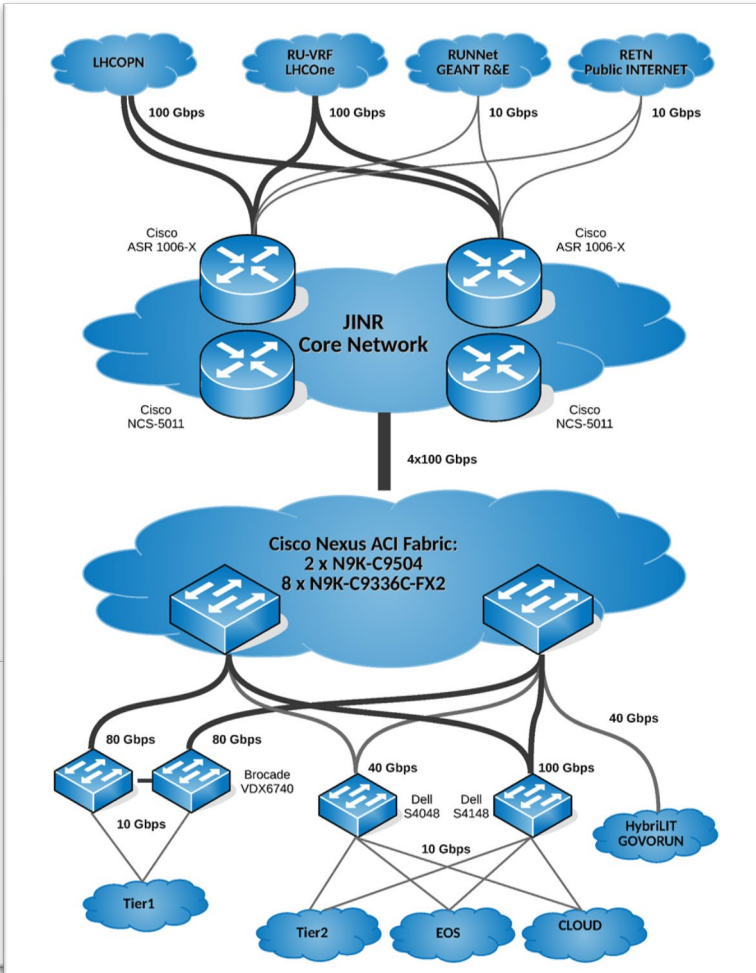 LHCOPN
RU-VRF
LHCOne
RUNNet
GEANT R&E
RETN
Public INTERNET
100 Gbps
100 Gbps
10 Gbps
10 Gbps
Cisco
ASR 1006-X
Cisco
ASR 1006-X
JINR
Core Network
Cisco
NCS-5011
Cisco
NCS-5011
4x100 Gbps
Cisco Nexus ACI Fabric:
2 x N9K-C9504
8 x N9K-C9336C-FX2
40 Gbps
80 Gbps
80 Gbps
40 Gbps
100 Gbps
Brocade
VDX6740
Dell
S4048
Dell
S4148
10 Gbps
HybriLIT
GOVORUN
10 Gbps
Tier1
Tier2
EOS
CLOUD